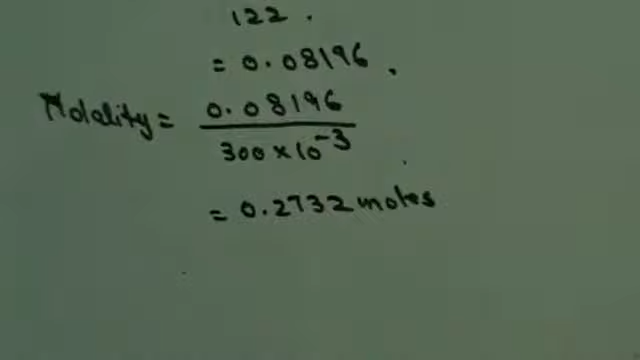 122.
= 0.08196.
Molality = 0.08196
300 × 10⁻³
= 0.2732 moles